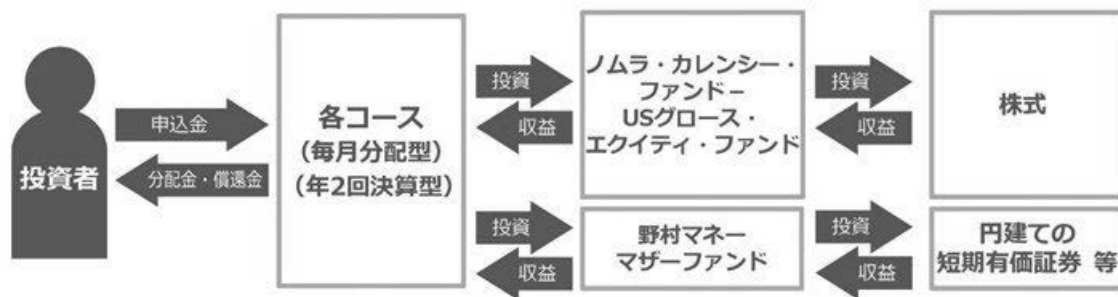 投資者
申込金
分配金・償還金
各コース
（毎月分配型）
（年2回決算型）
投資
収益
ノムラ・カレンシー・
ファンド－
USグロース・
エクイティ・ファンド
投資
収益
株式
投資
収益
野村マネー
マザーファンド
投資
収益
円建ての
短期有価証券 等